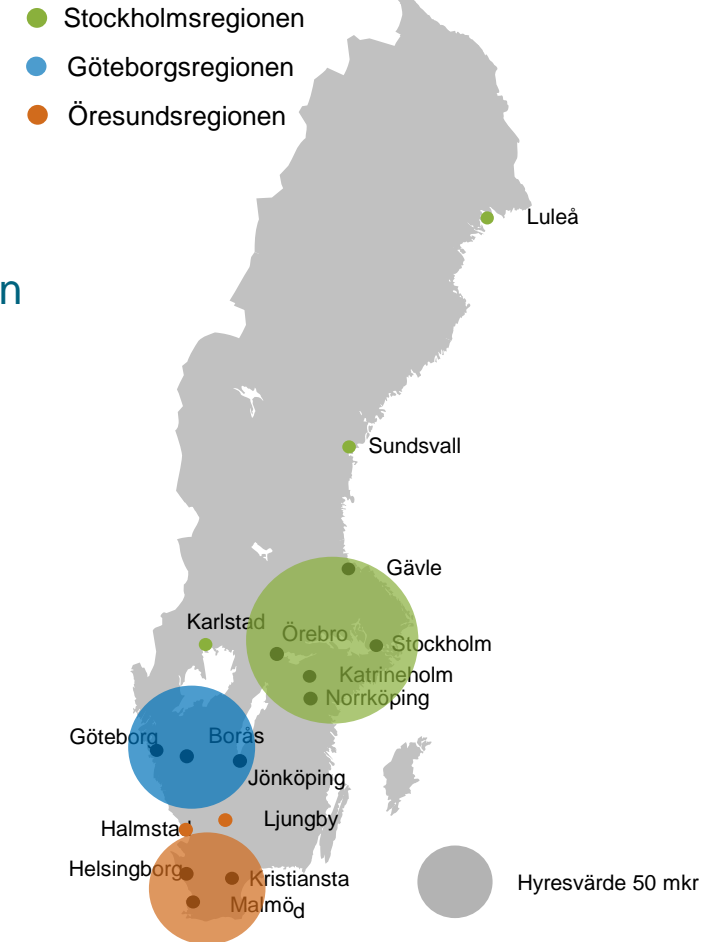 Stockholmsregionen
Göteborgsregionen
Öresundsregionen
Luleå
n
Sundsvall
Gävle
Karlstad
Örebro
Stockholm
Katrineholm
Norrköping
Göteborg
Borås
Jönköping
Ljungby
Halmstad
Helsingborg
Kristiansta
d
Malmö
Hyresvärde 50 mkr